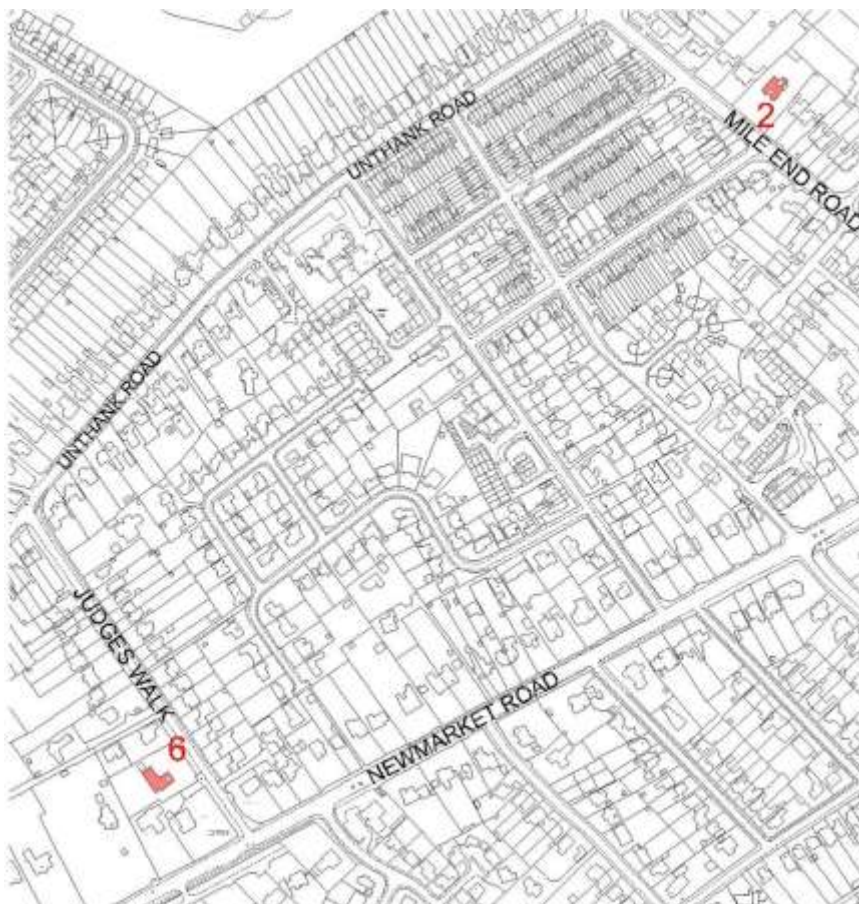 UNTHANK ROAD
2
MILE END ROAD
UNTHANK ROAD
JUDGES WALK
6
NEWMARKET ROAD